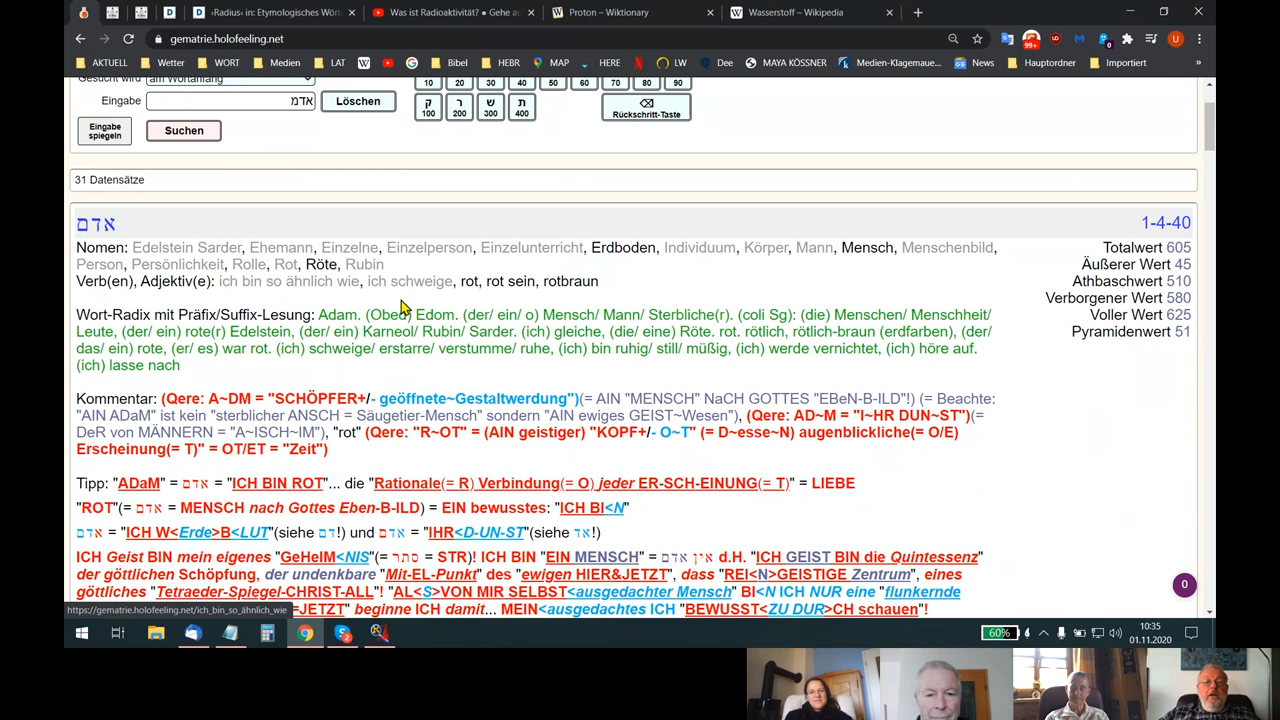 ›Radius‹ in: Etymologisches Wört
Was ist Radioaktivität? ● Gehe au
Proton – Wiktionary
Wasserstoff – Wikipedia
gematrie.holofeeling.net
99+
U
0
AKTUELL Wetter WORT Medien LAT Bibel HEBR MAP HERE LW Dee MAYA KÖSSNER Medien-Klagemaue... News Hauptordner Importiert »
Gesucht wird am Wortanfang
10 20 30 40 50 60 70 80 90
Eingabe אדמ Löschen
ק ר ש ת ⌫
100 200 300 400 Rückschritt-Taste
Eingabe spiegeln Suchen
31 Datensätze
אדמ 1-4-40
Nomen: Edelstein Sarder, Ehemann, Einzelne, Einzelperson, Einzelunterricht, Erdboden, Individuum, Körper, Mann, Mensch, Menschenbild,
Person, Persönlichkeit, Rolle, Rot, Röte, Rubin
Verb(en), Adjektiv(e): ich bin so ähnlich wie, ich schweige, rot, rot sein, rotbraun
Totalwert 605
Äußerer Wert 45
Athbaschwert 510
Verborgener Wert 580
Voller Wert 625
Pyramidenwert 51
Wort-Radix mit Präfix/Suffix-Lesung: Adam. (Obed) Edom. (der/ ein/ o) Mensch/ Mann/ Sterbliche(r). (coli Sg): (die) Menschen/ Menschheit/
Leute, (der/ ein) rote(r) Edelstein, (der/ ein) Karneol/ Rubin/ Sarder. (ich) gleiche, (die/ eine) Röte. rot. rötlich, rötlich-braun (erdfarben), (der/
das/ ein) rote, (er/ es) war rot. (ich) schweige/ erstarre/ verstumme/ ruhe, (ich) bin ruhig/ still/ müßig, (ich) werde vernichtet, (ich) höre auf.
(ich) lasse nach
Kommentar: (Qere: A~DM = "SCHÖPFER+/- geöffnete~Gestaltwerdung")(= AIN "MENSCH" NaCH GOTTES "EBeN-B-ILD"!) (= Beachte:
"AIN ADaM" ist kein "sterblicher ANSCH = Säugetier-Mensch" sondern "AIN ewiges GEIST~Wesen), (Qere: AD~M = "I~HR DUN~ST")(=
DeR von MÄNNERN = "A~ISCH~IM"), "rot" (Qere: "R~OT" = (AIN geistiger) "KOPF+/- O~T" (= D~esse~N) augenblickliche(= O/E)
Erscheinung(= T)" = OT/ET = "Zeit")
Tipp: "ADaM" = אדמ = "ICH BIN ROT"... die "Rationale(= R) Verbindung(= O) jeder ER-SCH-EINUNG(= T)" = LIEBE
"ROT"(= אדמ = MENSCH nach Gottes Eben-B-ILD) = EIN bewusstes: "ICH BI<N"
אדמ = "ICH W<Erde>B<LUT"(siehe דם!) und אדמ = "IHR<D-UN-ST"(siehe אד!)
ICH Geist BIN mein eigenes "GeHeIM<NIS"(= סתר = STR)! ICH BIN "EIN MENSCH" = אין אדמ d.H. "ICH GEIST BIN die Quintessenz"
der göttlichen Schöpfung, der undenkbare "Mit-EL-Punkt" des "ewigen HIER&JETZT", dass "REI<N>GEISTIGE Zentrum", eines
göttliches "Tetraeder-Spiegel-CHRIST-ALL"! "AL<S>VON MIR SELBST<ausgedachter Mensch" BI<N ICH NUR eine "flunkernde
=JETZT" beginne ICH damit... MEIN<ausgedachtes ICH "BEWUSST<ZU DUR>CH schauen"!
https://gematrie.holofeeling.net/ich_bin_so_ähnlich_wie
0
60%
10:35
01.11.2020